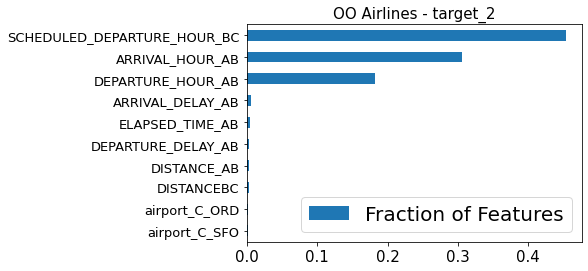 OO Airlines - target_2
SCHEDULED_DEPARTURE_HOUR_BC
ARRIVAL_HOUR_AB
DEPARTURE_HOUR_AB
ARRIVAL_DELAY_AB
ELAPSED_TIME_AB
DEPARTURE_DELAY_AB
DISTANCE_AB
DISTANCEBC
airport_C_ORD
airport_C_SFO
Fraction of Features
0.0 0.1 0.2 0.3 0.4